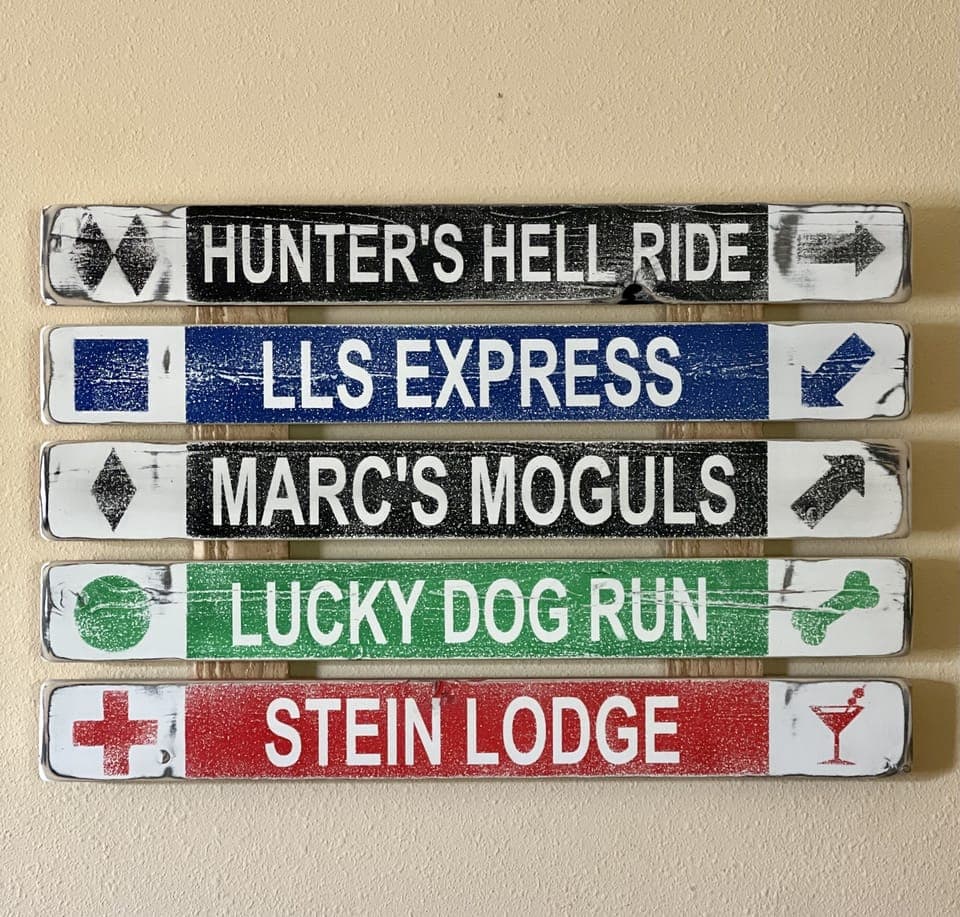 HUNTER'S HELL RIDE
LLS EXPRESS
MARC'S MOGULS
LUCKY DOG RUN
STEIN LODGE